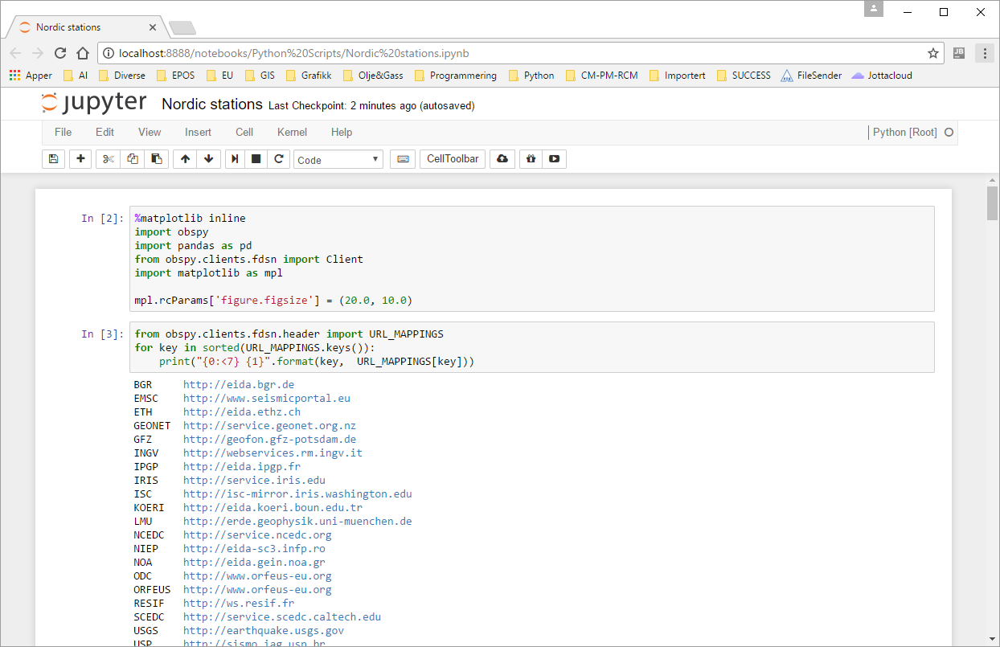 Nordic stations
localhost:8888/notebooks/Python%20Scripts/Nordic%20stations.ipynb
JB
Apper AI Diverse EPOS EU GIS Grafikk Olje&Gass Programmering Python CM-PM-RCM Importert SUCCESS FileSender Jottacloud
jupyter Nordic stations Last Checkpoint: 2 minutes ago (autosaved)
File Edit View Insert Cell Kernel Help Python [Root]
Code CellToolbar
In [2]: %matplotlib inline
import obspy
import pandas as pd
from obspy.clients.fdsn import Client
import matplotlib as mpl
mpl.rcParams['figure.figsize'] = (20.0, 10.0)
In [3]: from obspy.clients.fdsn.header import URL_MAPPINGS
for key in sorted(URL_MAPPINGS.keys()):
    print("{0:<7} {1}".format(key,  URL_MAPPINGS[key]))
BGR     http://eida.bgr.de
EMSC    http://www.seismicportal.eu
ETH     http://eida.ethz.ch
GEONET  http://service.geonet.org.nz
GFZ     http://geofon.gfz-potsdam.de
INGV    http://webservices.rm.ingv.it
IPGP    http://eida.ipgp.fr
IRIS    http://service.iris.edu
ISC     http://isc-mirror.iris.washington.edu
KOERI   http://eida.koeri.boun.edu.tr
LMU     http://erde.geophysik.uni-muenchen.de
NCEDC   http://service.ncedc.org
NIEP    http://eida-sc3.infp.ro
NOA     http://eida.gein.noa.gr
ODC     http://www.orfeus-eu.org
ORFEUS  http://www.orfeus-eu.org
RESIF   http://ws.resif.fr
SCEDC   http://service.scedc.caltech.edu
USGS    http://earthquake.usgs.gov
USP     http://sismo.iag.usp.br